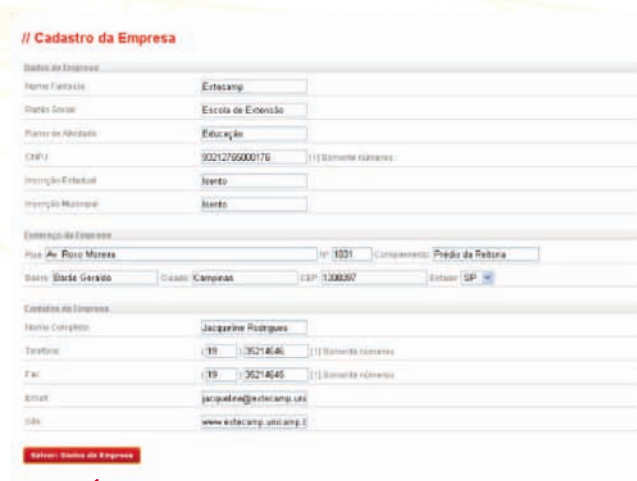 // Cadastro da Empresa
Dados da Empresa
Nome Fantasia Extecamp
Razão Social Escola de Extensão
Ramo de Atividade Educação
CNPJ [!] Somente números
Inscrição Estadual Isento
Inscrição Municipal Isento
Endereço da Empresa
Rua Av. Roxo Moreira Nº 1831 Complemento Prédio da Reitoria
Bairro Barão Geraldo Cidade Campinas CEP Estado SP
Contatos da Empresa
Nome Completo Jacqueline Rodrigues
Telefone (19) 35214646 [!] Somente números
Fax (19) [!] Somente números
Email jacqueline@extecamp.uni
Site www.extecamp.unicamp.b
Salvar Dados da Empresa